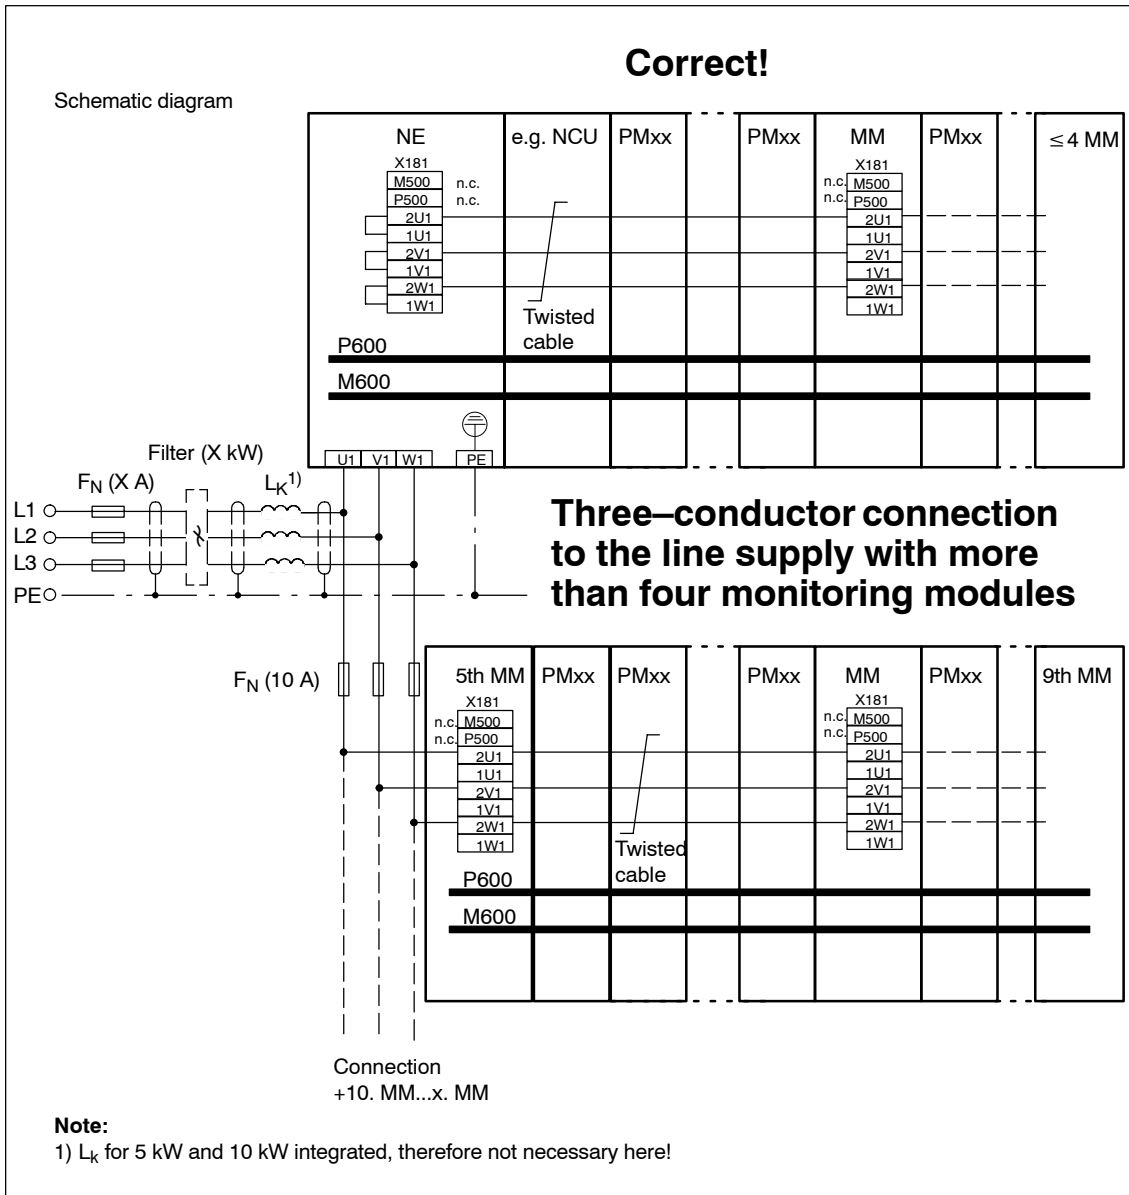 Correct!
Schematic diagram
NE
e.g. NCU
PMxx
PMxx
MM
PMxx
≤ 4 MM
X181
M500 n.c.
P500 n.c.
2U1
1U1
2V1
1V1
2W1
1W1
Twisted
cable
X181
n.c. M500
n.c. P500
2U1
1U1
2V1
1V1
2W1
1W1
P600
M600
U1 V1 W1 PE
Filter (X kW)
FN (X A)
LK1)
L1
L2
L3
PE
Three–conductor connection
to the line supply with more
than four monitoring modules
FN (10 A)
5th MM
PMxx
PMxx
PMxx
MM
PMxx
9th MM
X181
n.c. M500
n.c. P500
2U1
1U1
2V1
1V1
2W1
1W1
Twisted
cable
X181
n.c. M500
n.c. P500
2U1
1U1
2V1
1V1
2W1
1W1
P600
M600
Connection
+10. MM...x. MM
Note:
1) Lk for 5 kW and 10 kW integrated, therefore not necessary here!